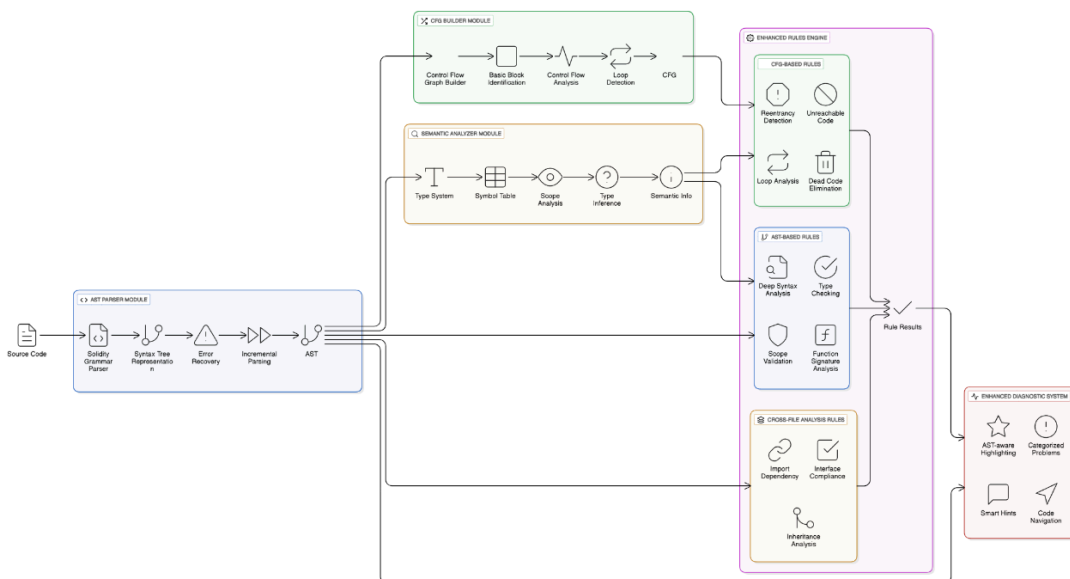 CFG BUILDER MODULE
Control Flow
Graph Builder
Basic Block
Identification
Control Flow
Analysis
Loop
Detection
CFG
SEMANTIC ANALYZER MODULE
Type System
Symbol Table
Scope
Analysis
Type
Inference
Semantic Info
AST PARSER MODULE
Source Code
Solidity
Grammar
Parser
Syntax Tree
Representatio
n
Error
Recovery
Incremental
Parsing
AST
ENHANCED RULES ENGINE
CFG-BASED RULES
Reentrancy
Detection
Unreachable
Code
Loop Analysis
Dead Code
Elimination
AST-BASED RULES
Deep Syntax
Analysis
Type
Checking
Scope
Validation
Function
Signature
Analysis
CROSS-FILE ANALYSIS RULES
Import
Dependency
Interface
Compliance
Inheritance
Analysis
Rule Results
ENHANCED DIAGNOSTIC SYSTEM
AST-aware
Highlighting
Categorized
Problems
Smart Hints
Code
Navigation